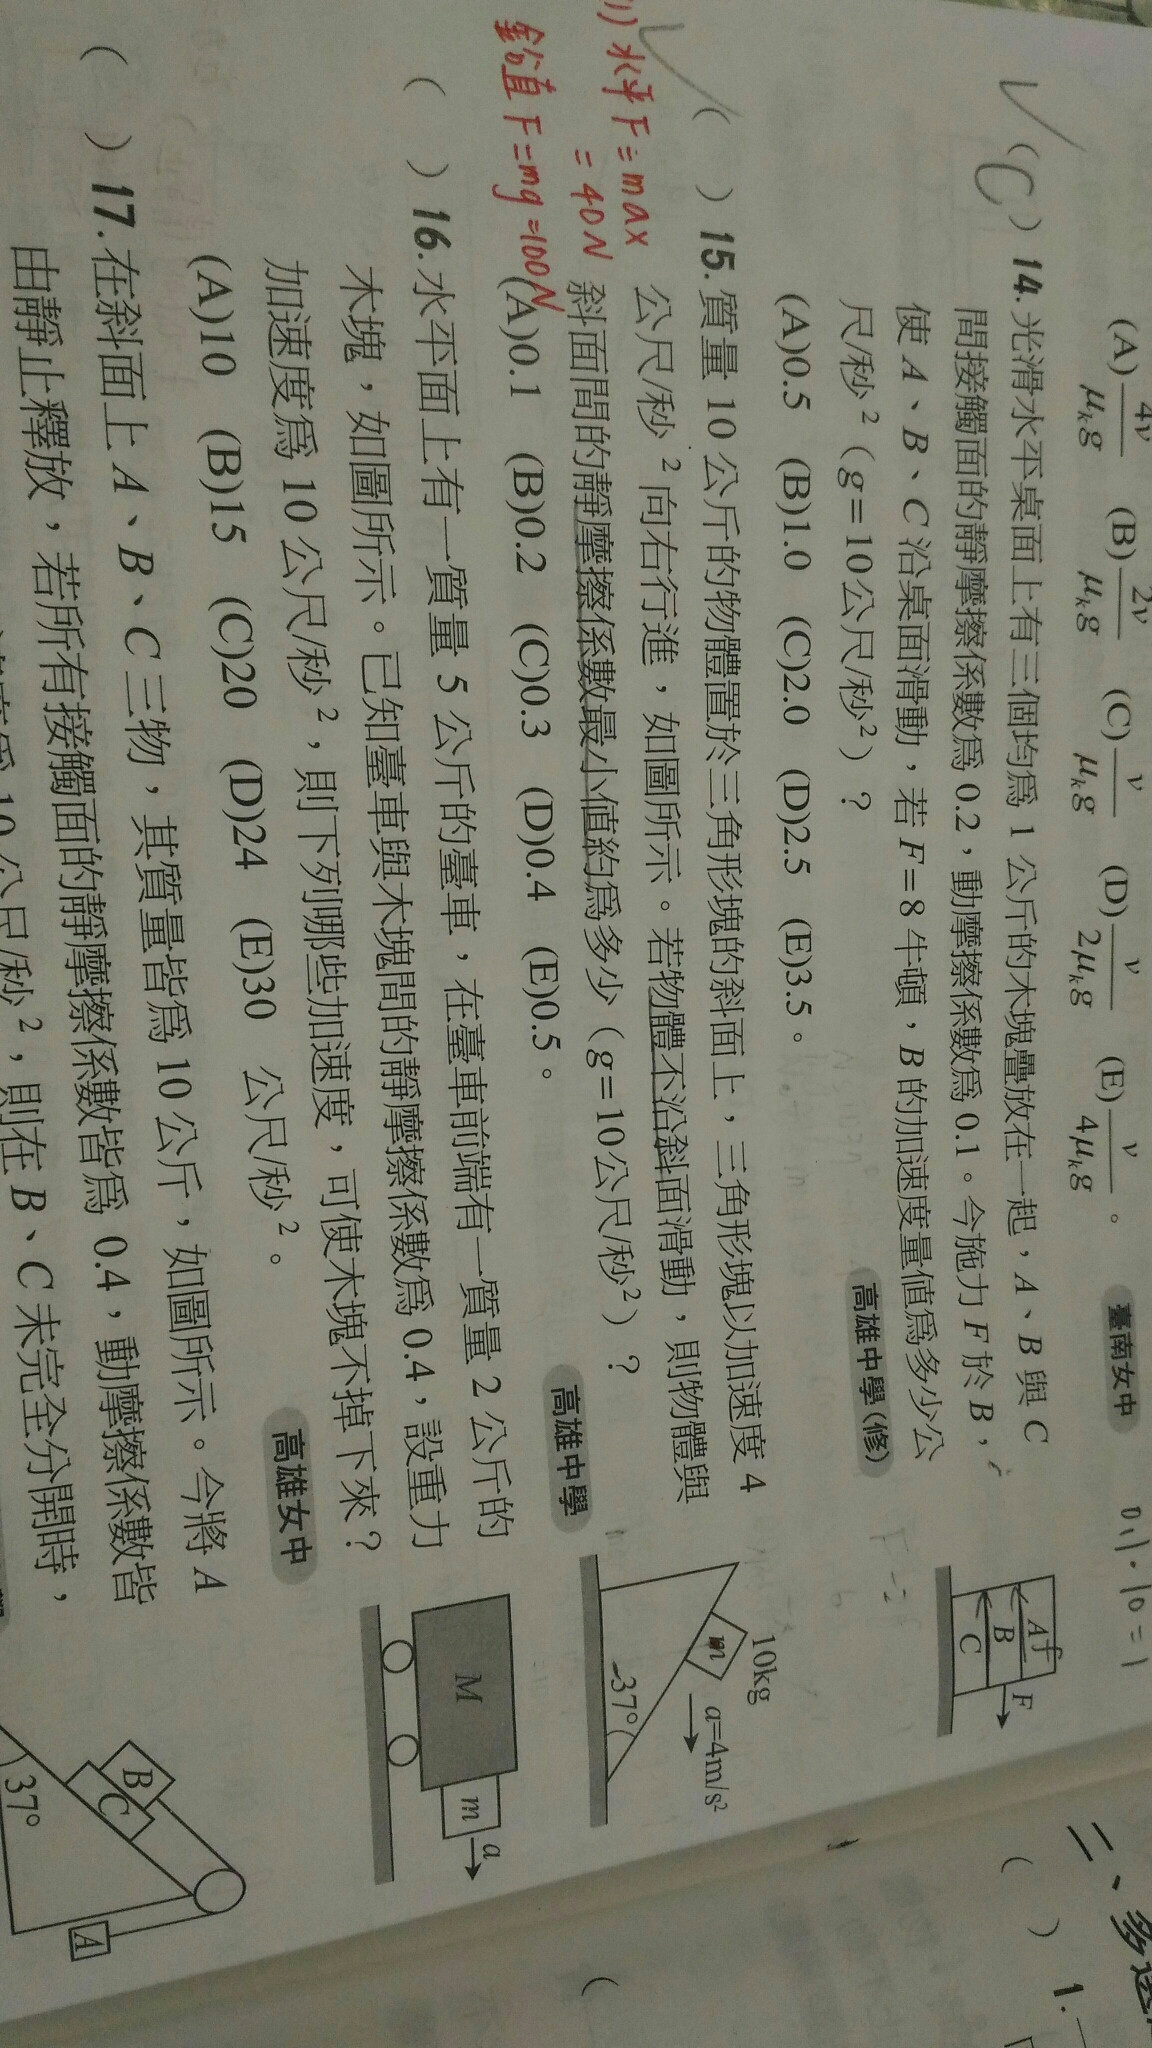 (A) 4v/μₖg (B) 2v/μₖg (C) v/μₖg (D) v/2μₖg (E) v/4μₖg 。
臺南女中
0.1·10=1
(C) 14. 光滑水平桌面上有三個均為 1 公斤的木塊疊放在一起，A、B 與 C
間接觸面的靜摩擦係數為 0.2，動摩擦係數為 0.1。今施力 F 於 B，
使 A、B、C 沿桌面滑動，若 F=8 牛頓，B 的加速度量值為多少公
尺/秒²（g=10公尺/秒²）？
高雄中學(修)
(A)0.5 (B)1.0 (C)2.0 (D)2.5 (E)3.5。
A f
B
C
F
( ) 15. 質量 10 公斤的物體置於三角形塊的斜面上，三角形塊以加速度 4
公尺/秒²向右行進，如圖所示。若物體不沿斜面滑動，則物體與
斜面間的靜摩擦係數最小值約為多少（g=10公尺/秒²）？
高雄中學
(A)0.1 (B)0.2 (C)0.3 (D)0.4 (E)0.5。
水平 F=max
=40N
鉛直 F=mg=100N
10kg
m
a=4m/s²
37°
( ) 16. 水平面上有一質量 5 公斤的臺車，在臺車前端有一質量 2 公斤的
木塊，如圖所示。已知臺車與木塊間的靜摩擦係數為 0.4，設重力
加速度為 10 公尺/秒²，則下列哪些加速度，可使木塊不掉下來？
高雄女中
(A)10 (B)15 (C)20 (D)24 (E)30 公尺/秒²。
M
m
a
( ) 17. 在斜面上 A、B、C 三物，其質量皆為 10 公斤，如圖所示。今將 A
由靜止釋放，若所有接觸面的靜摩擦係數皆為 0.4，動摩擦係數皆
10 公尺/秒²，則在 B、C 未完全分開時，
B
C
37°
A
二、多選
( ) 1.